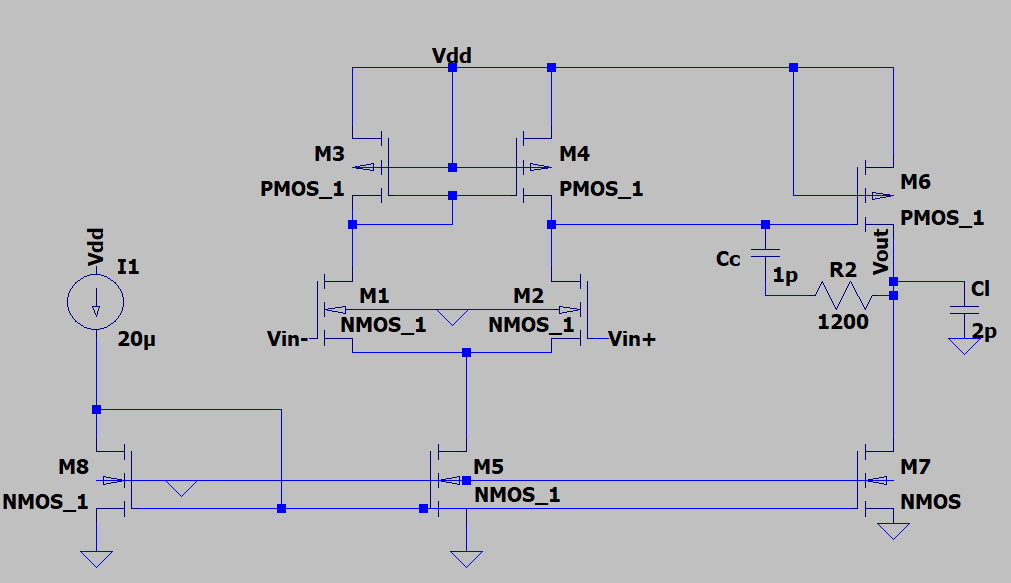 Vdd
M3
M4
PMOS_1
PMOS_1
M6
PMOS_1
Vdd
I1
20µ
Cc
1p
R2
1200
Vout
Cl
2p
M1
M2
NMOS_1
NMOS_1
Vin-
Vin+
M8
NMOS_1
M5
NMOS_1
M7
NMOS